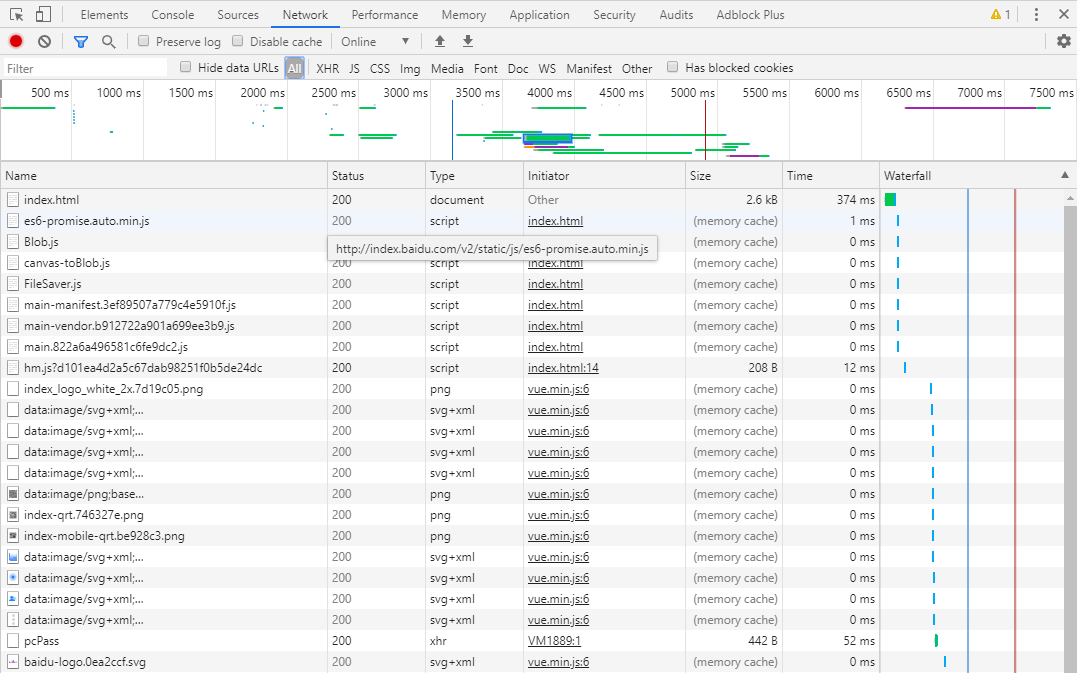 Elements Console Sources Network Performance Memory Application Security Audits Adblock Plus 1
Preserve log Disable cache Online
Filter Hide data URLs All XHR JS CSS Img Media Font Doc WS Manifest Other Has blocked cookies
500 ms 1000 ms 1500 ms 2000 ms 2500 ms 3000 ms 3500 ms 4000 ms 4500 ms 5000 ms 5500 ms 6000 ms 6500 ms 7000 ms 7500 ms
Name Status Type Initiator Size Time Waterfall
index.html 200 document Other 2.6 kB 374 ms
es6-promise.auto.min.js 200 script index.html (memory cache) 1 ms
Blob.js (memory cache) 0 ms
http://index.baidu.com/v2/static/js/es6-promise.auto.min.js
canvas-toBlob.js 200 script index.html (memory cache) 0 ms
FileSaver.js 200 script index.html (memory cache) 0 ms
main-manifest.3ef89507a779c4e5910f.js 200 script index.html (memory cache) 0 ms
main-vendor.b912722a901a699ee3b9.js 200 script index.html (memory cache) 0 ms
main.822a6a496581c6fe9dc2.js 200 script index.html (memory cache) 0 ms
hm.js?d101ea4d2a5c67dab98251f0b5de24dc 200 script index.html:14 208 B 12 ms
index_logo_white_2x.7d19c05.png 200 png vue.min.js:6 (memory cache) 0 ms
data:image/svg+xml;... 200 svg+xml vue.min.js:6 (memory cache) 0 ms
data:image/svg+xml;... 200 svg+xml vue.min.js:6 (memory cache) 0 ms
data:image/svg+xml;... 200 svg+xml vue.min.js:6 (memory cache) 0 ms
data:image/svg+xml;... 200 svg+xml vue.min.js:6 (memory cache) 0 ms
data:image/png;base... 200 png vue.min.js:6 (memory cache) 0 ms
index-qrt.746327e.png 200 png vue.min.js:6 (memory cache) 0 ms
index-mobile-qrt.be928c3.png 200 png vue.min.js:6 (memory cache) 0 ms
data:image/svg+xml;... 200 svg+xml vue.min.js:6 (memory cache) 0 ms
data:image/svg+xml;... 200 svg+xml vue.min.js:6 (memory cache) 0 ms
data:image/svg+xml;... 200 svg+xml vue.min.js:6 (memory cache) 0 ms
data:image/svg+xml;... 200 svg+xml vue.min.js:6 (memory cache) 0 ms
pcPass 200 xhr VM1889:1 442 B 52 ms
baidu-logo.0ea2ccf.svg 200 svg+xml vue.min.js:6 (memory cache) 0 ms